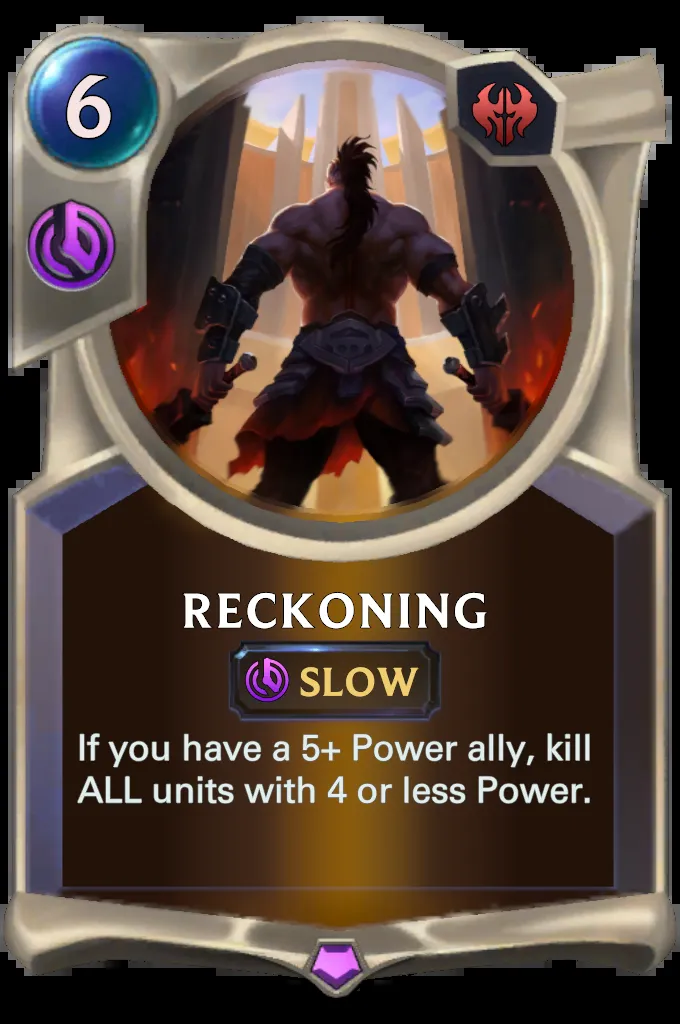 6
RECKONING
SLOW
If you have a 5+ Power ally, kill
ALL units with 4 or less Power.